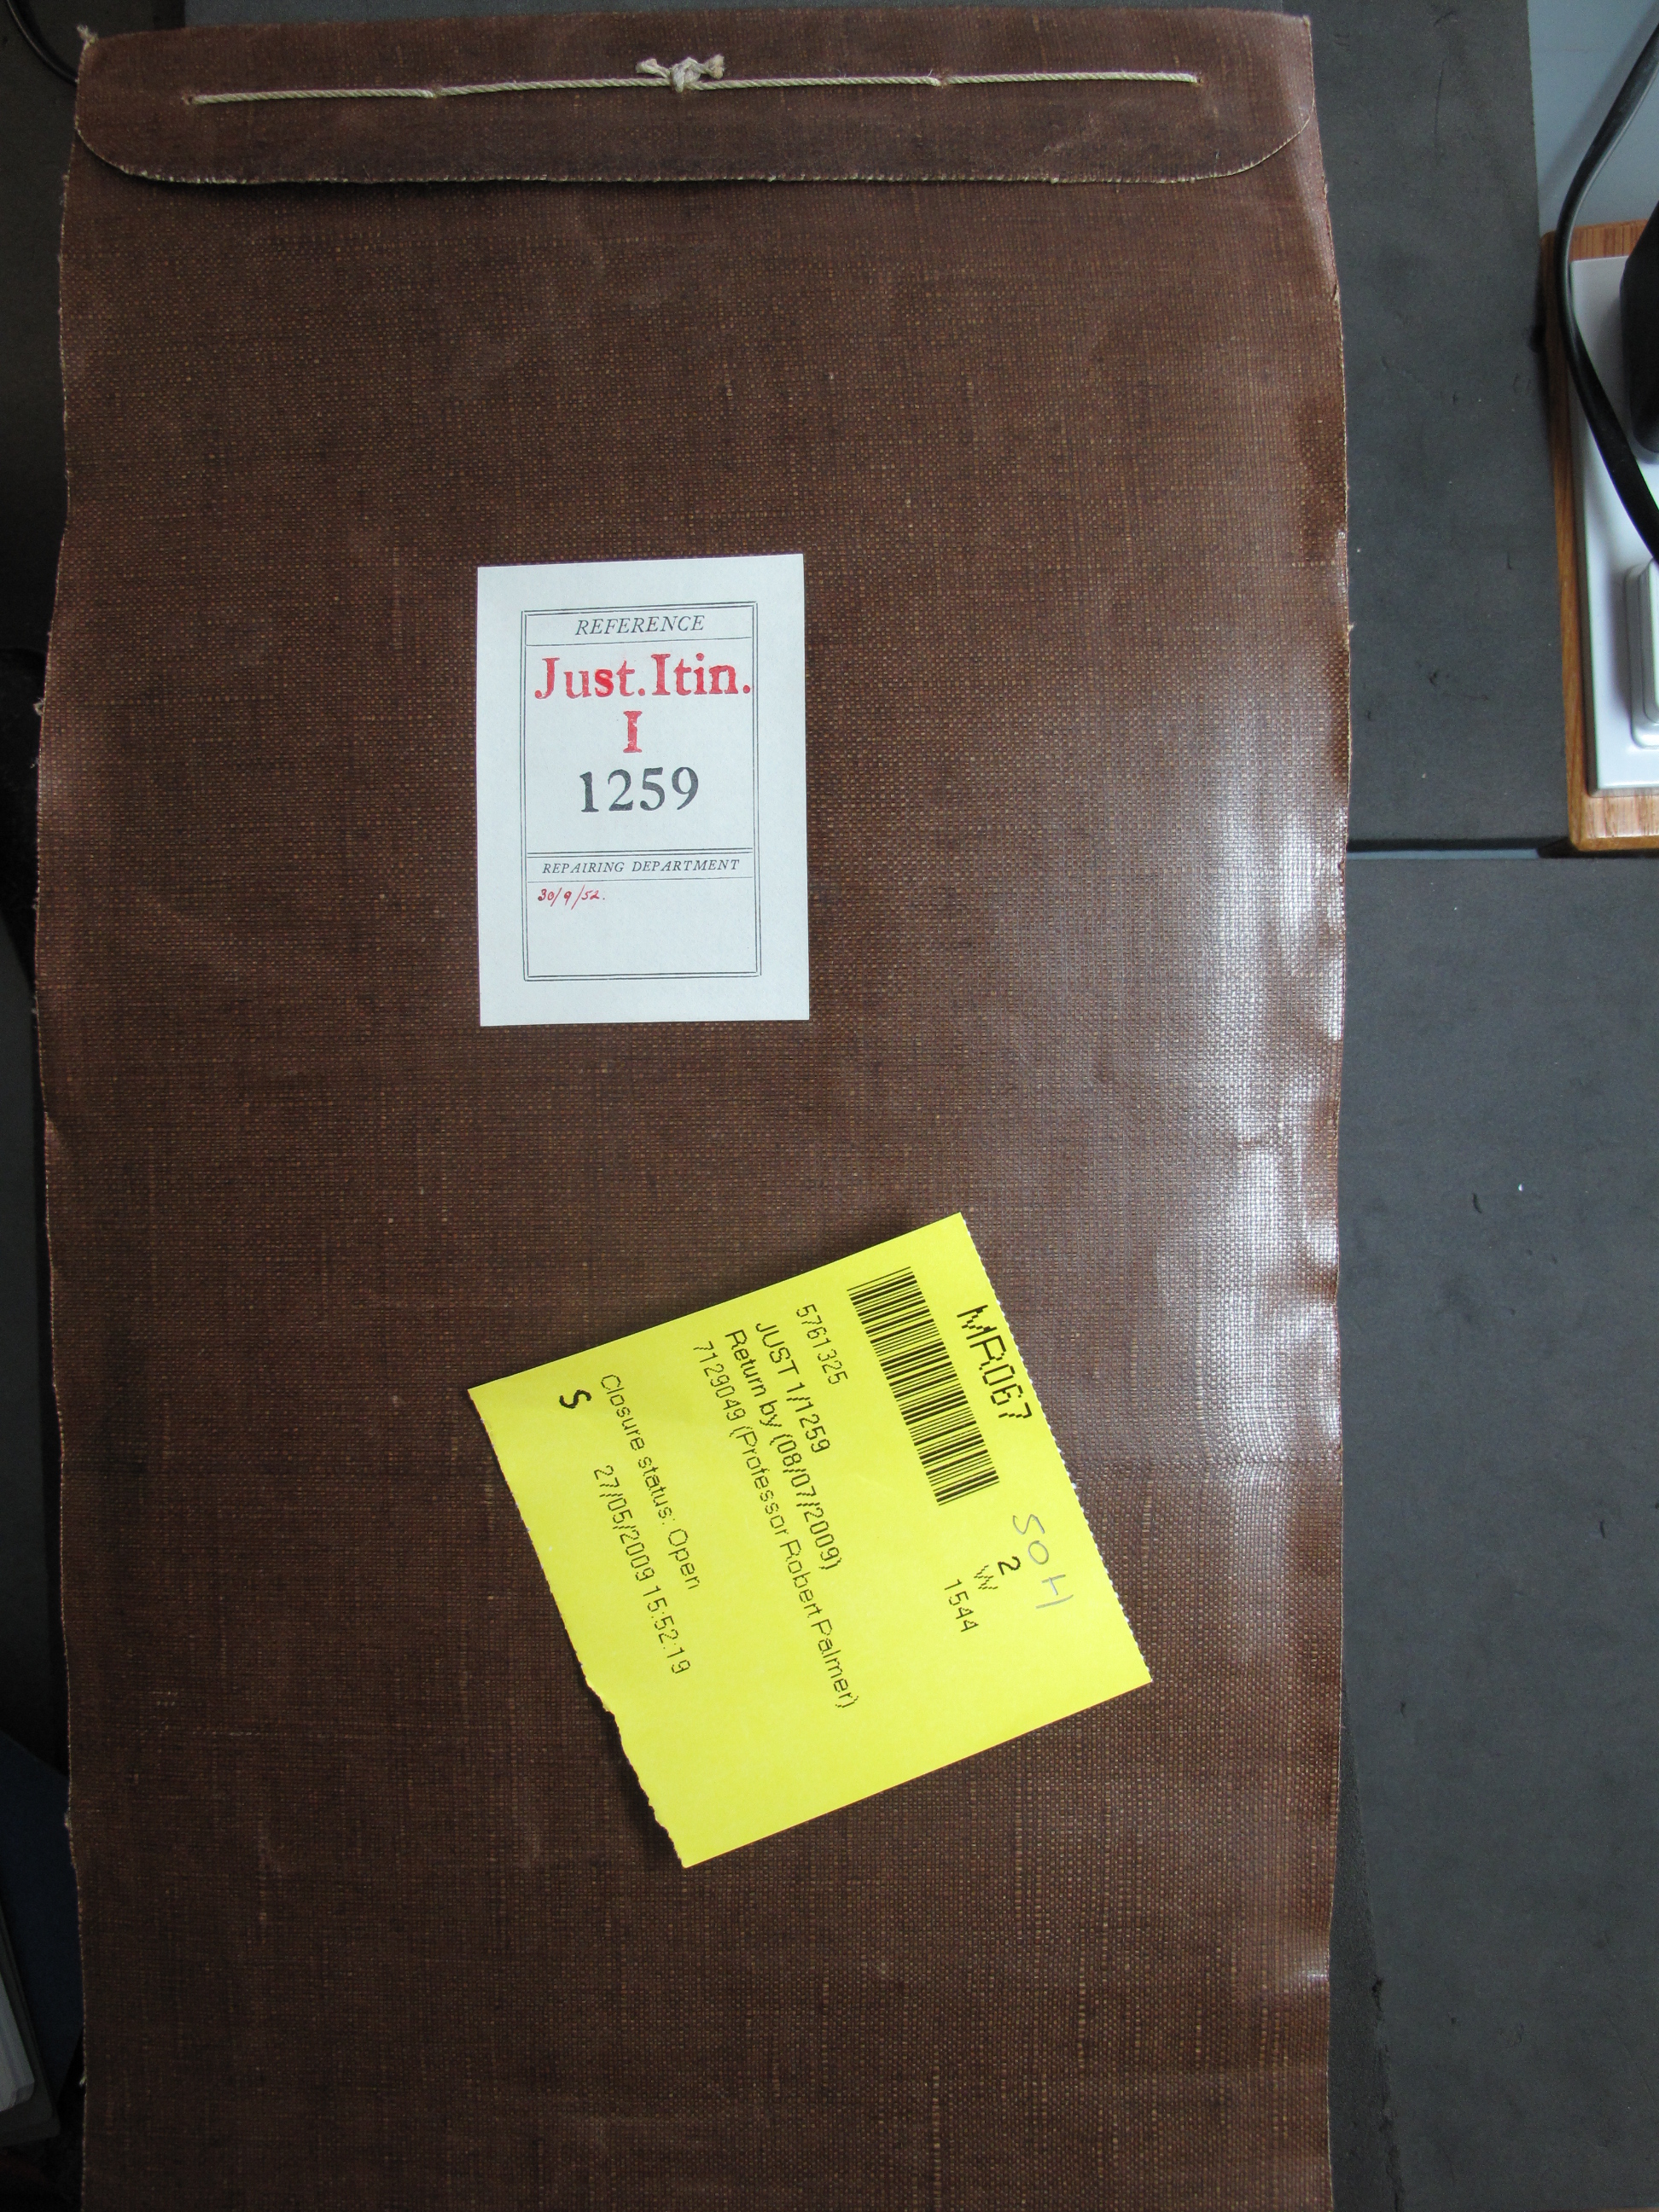 REFERENCE
Just.Itin.
I
1259
REPAIRING DEPARTMENT
30/9/52.
MR067
SOH
2
W
1544
5761325
JUST 1/1259
Return by (08/07/2009)
7129049 (Professor Robert Palmer)
Closure status: Open
27/05/2009 15:52:19
S